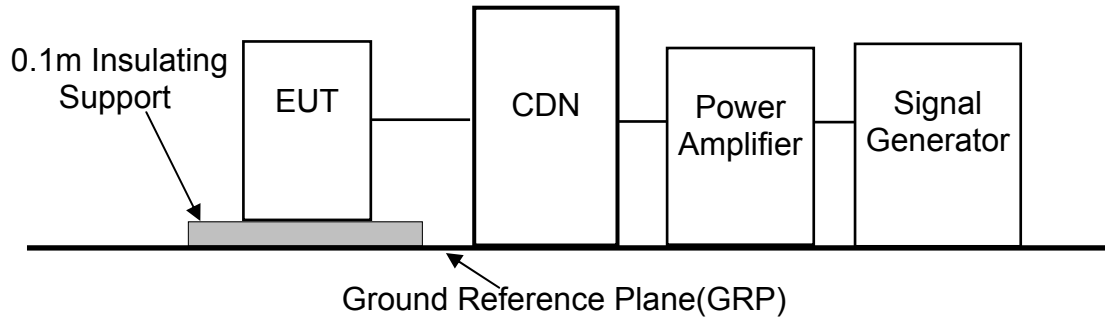 0.1m Insulating
Support
EUT
CDN
Power
Amplifier
Signal
Generator
Ground Reference Plane(GRP)